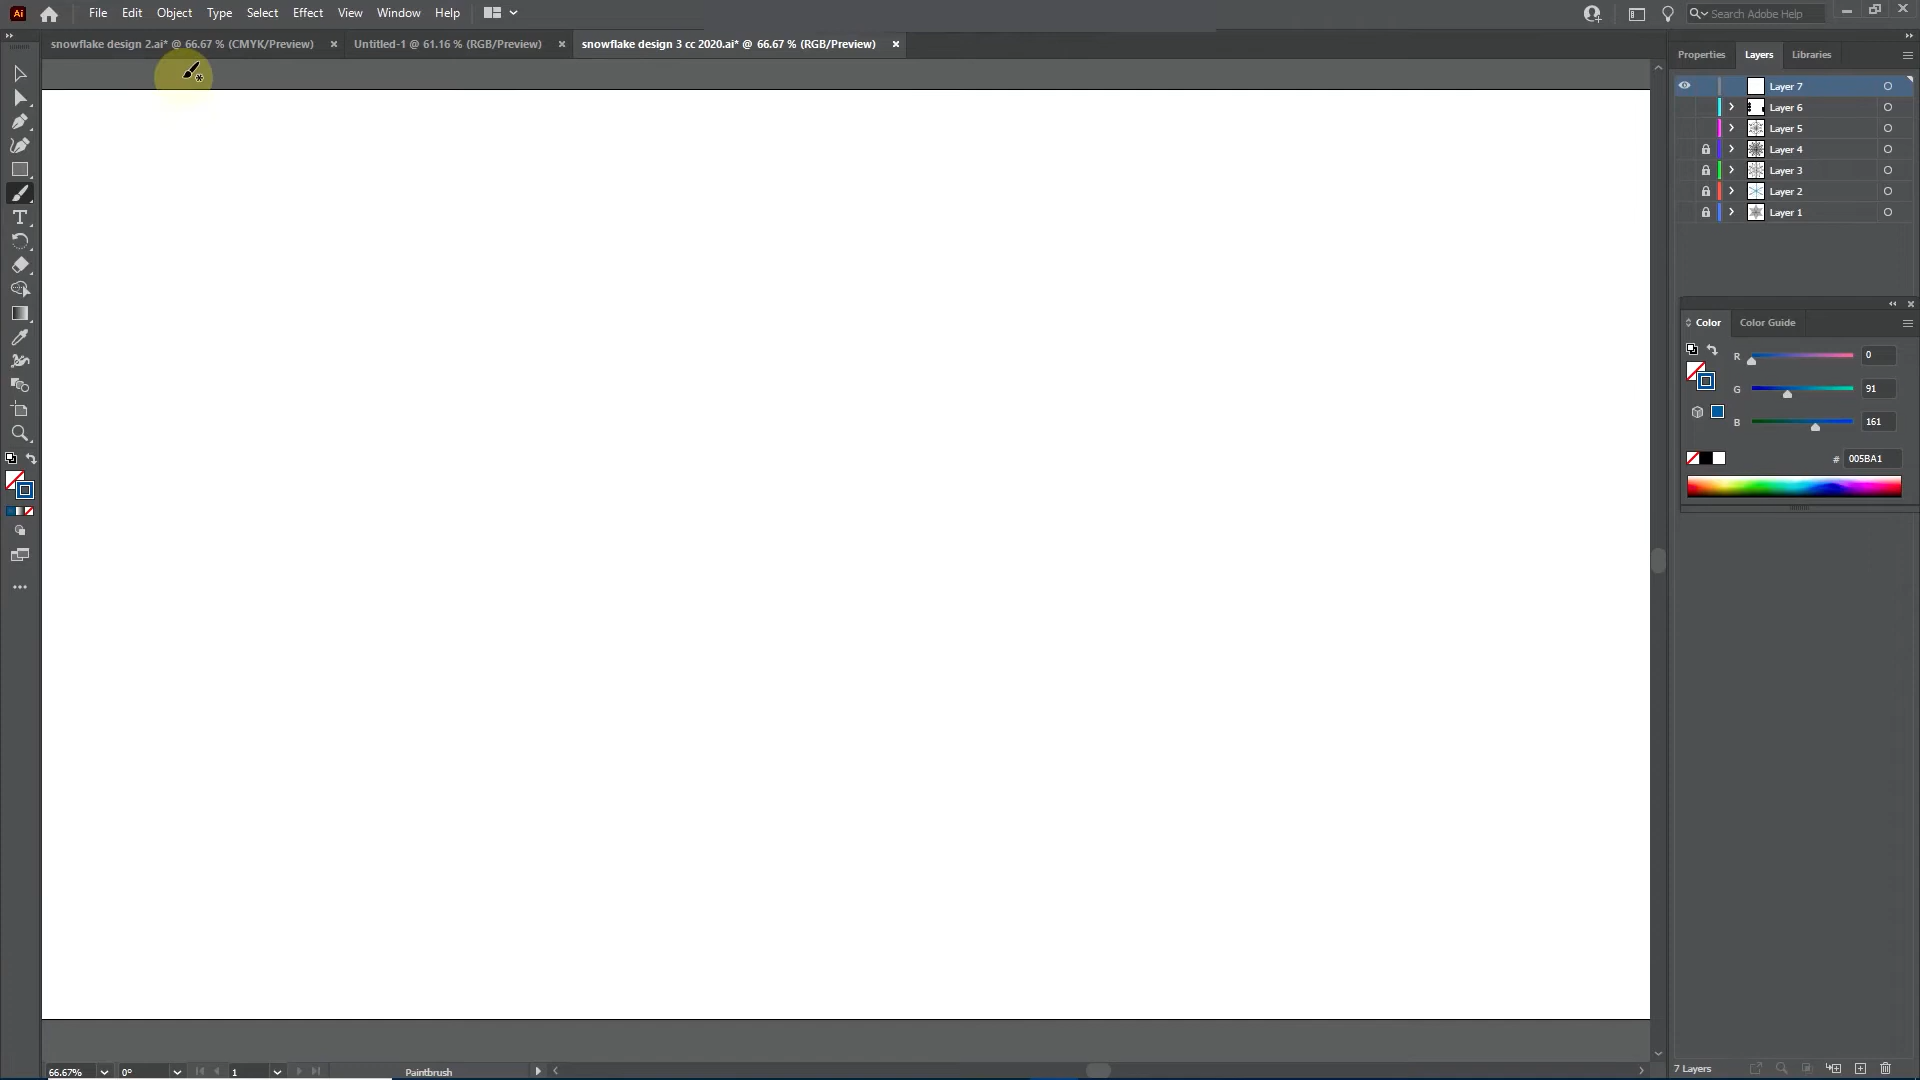 Ai File Edit Object Type Select Effect View Window Help Search Adobe Help
snowflake design 2.ai* @ 66.67 % (CMYK/Preview) Untitled-1 @ 61.16 % (RGB/Preview) snowflake design 3 cc 2020.ai* @ 66.67 % (RGB/Preview)
Properties Layers Libraries
Layer 7
Layer 6
Layer 5
Layer 4
Layer 3
Layer 2
Layer 1
Color Color Guide
R 0
G 91
B 161
# 005BA1
66.67% 0° 1 Paintbrush
7 Layers